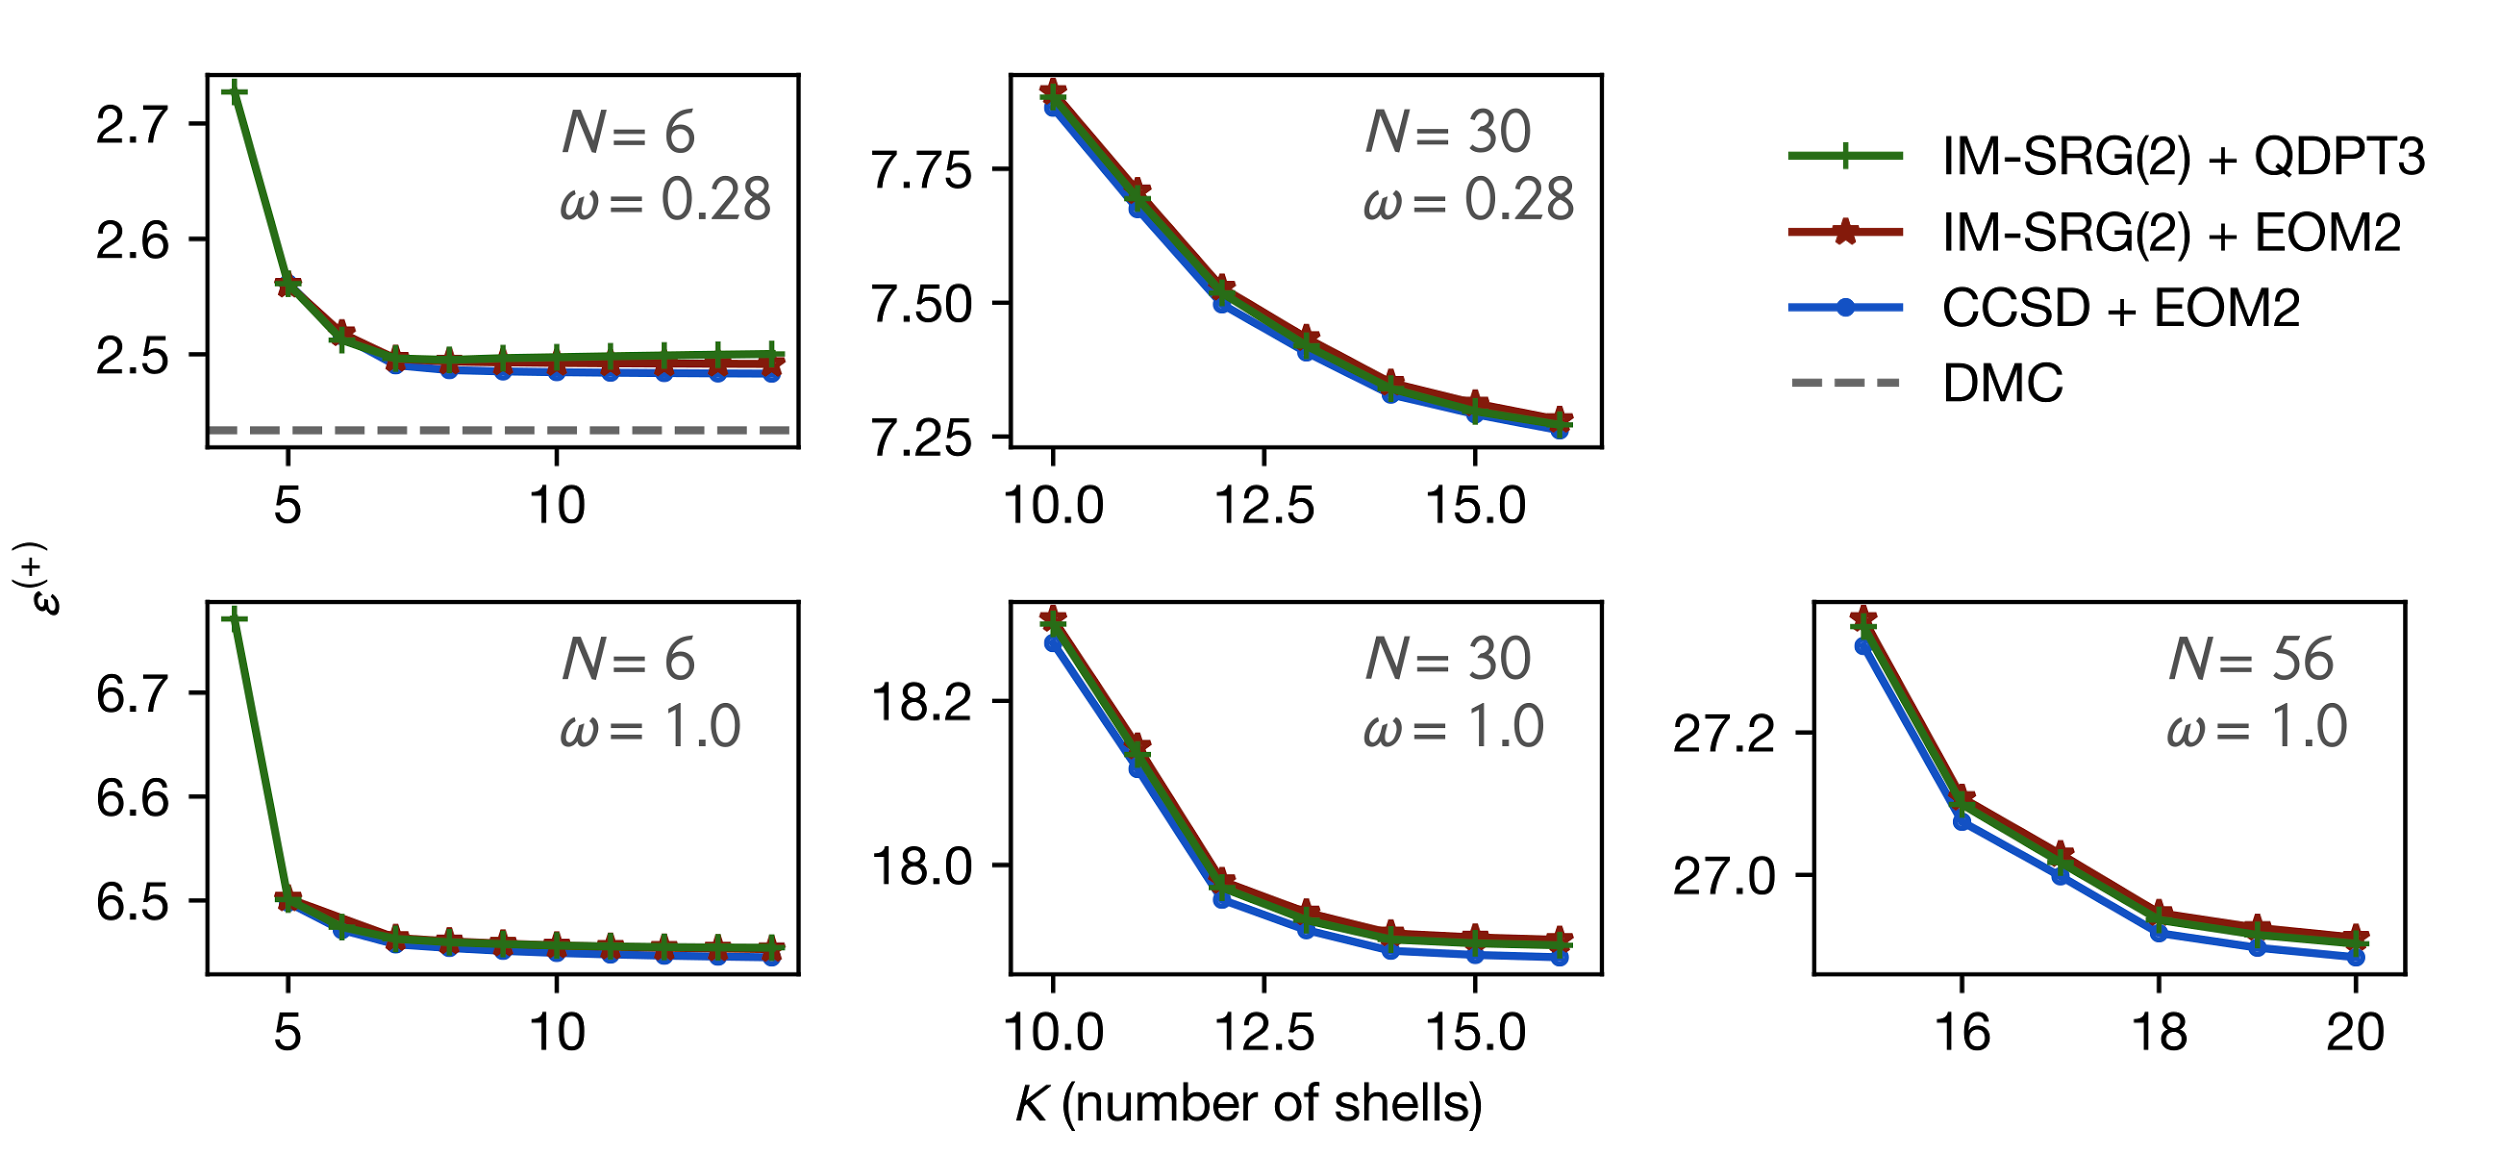 N = 6
ω = 0.28
2.7
2.6
2.5
5
10
N = 30
ω = 0.28
7.75
7.50
7.25
10.0
12.5
15.0
IM-SRG(2) + QDPT3
IM-SRG(2) + EOM2
CCSD + EOM2
DMC
ε(+)
N = 6
ω = 1.0
6.7
6.6
6.5
5
10
N = 30
ω = 1.0
18.2
18.0
10.0
12.5
15.0
N = 56
ω = 1.0
27.2
27.0
16
18
20
K (number of shells)